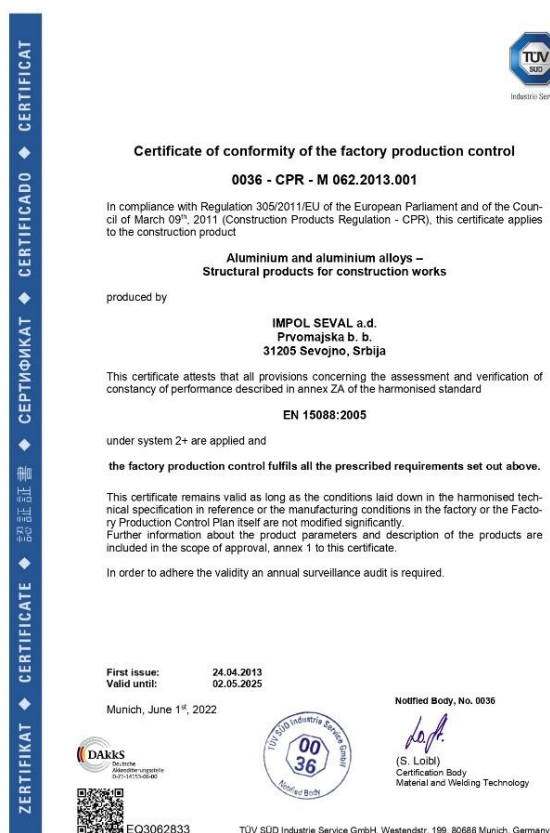 ZERTIFIKAT ◆ CERTIFICATE ◆ 認証証書 ◆ СЕРТИФИКАТ ◆ CERTIFICADO ◆ CERTIFICAT
TÜV
SÜD
Industrie Ser
Certificate of conformity of the factory production control
0036 - CPR - M 062.2013.001
In compliance with Regulation 305/2011/EU of the European Parliament and of the Coun-
cil of March 09th, 2011 (Construction Products Regulation - CPR), this certificate applies
to the construction product
Aluminium and aluminium alloys –
Structural products for construction works
produced by
IMPOL SEVAL a.d.
Prvomajska b. b.
31205 Sevojno, Srbija
This certificate attests that all provisions concerning the assessment and verification of
constancy of performance described in annex ZA of the harmonised standard
EN 15088:2005
under system 2+ are applied and
the factory production control fulfils all the prescribed requirements set out above.
This certificate remains valid as long as the conditions laid down in the harmonised tech-
nical specification in reference or the manufacturing conditions in the factory or the Facto-
ry Production Control Plan itself are not modified significantly.
Further information about the product parameters and description of the products are
included in the scope of approval, annex 1 to this certificate.
In order to adhere the validity an annual surveillance audit is required.
First issue: 24.04.2013
Valid until: 02.05.2025
Munich, June 1st, 2022
Notified Body, No. 0036
TÜV SÜD Industrie Service GmbH
00
36
Notified Body
(S. Loibl)
Certification Body
Material and Welding Technology
DAkkS
Deutsche
Akkreditierungsstelle
D-ZE-14153-06-00
EQ3062833
TÜV SÜD Industrie Service GmbH, Westendstr. 199, 80686 Munich, Germany